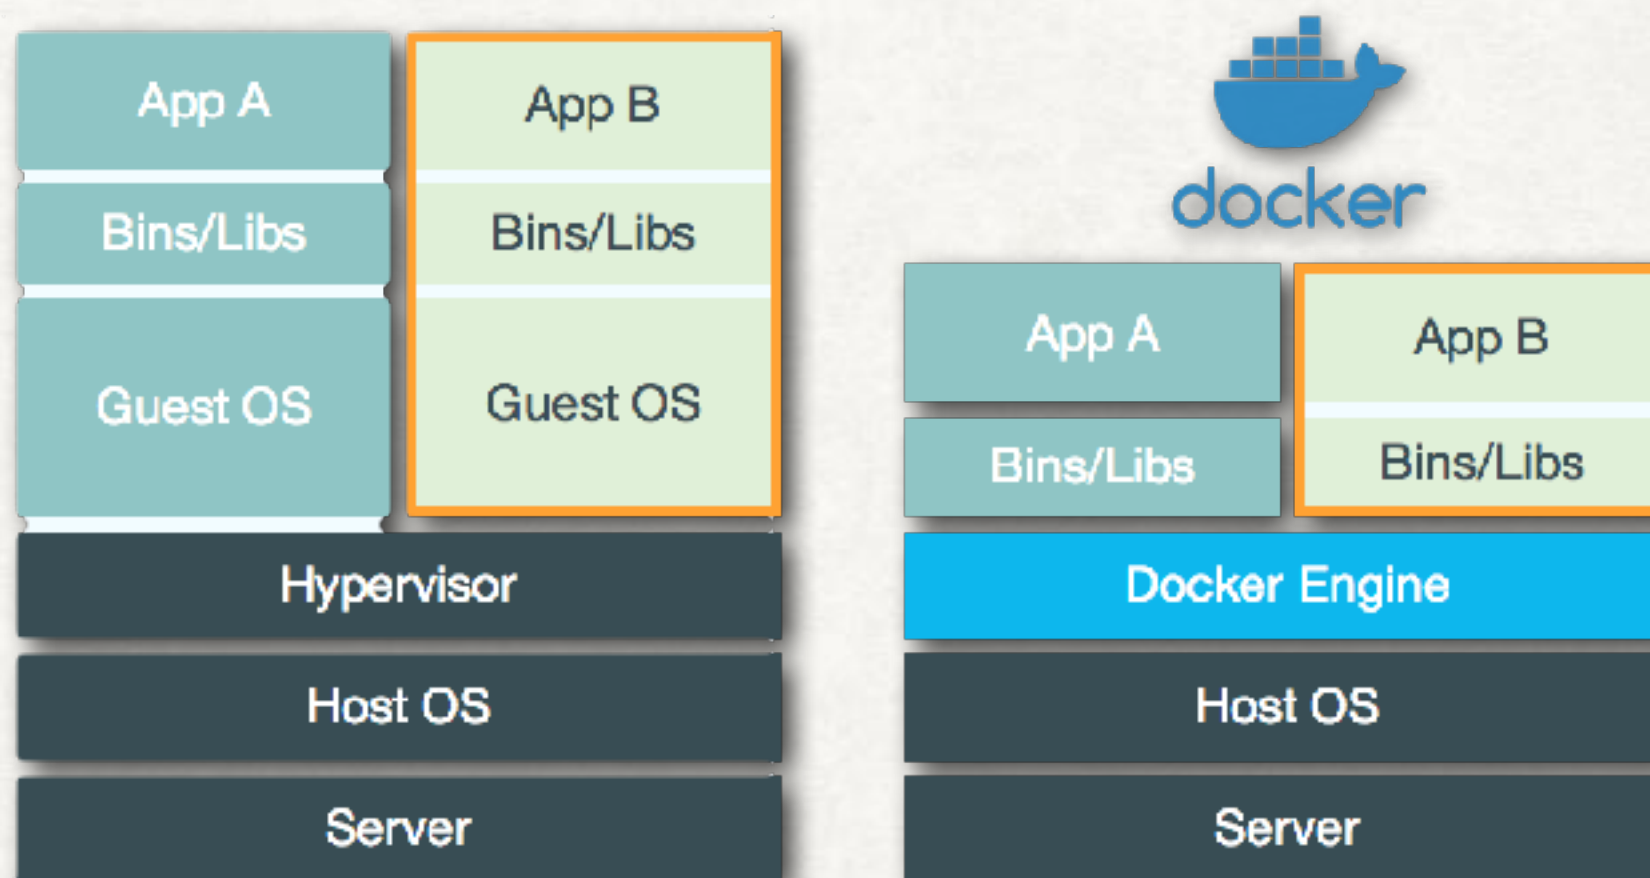 App A
App B
Bins/Libs
Bins/Libs
Guest OS
Guest OS
Hypervisor
Host OS
Server
docker
App A
App B
Bins/Libs
Bins/Libs
Docker Engine
Host OS
Server